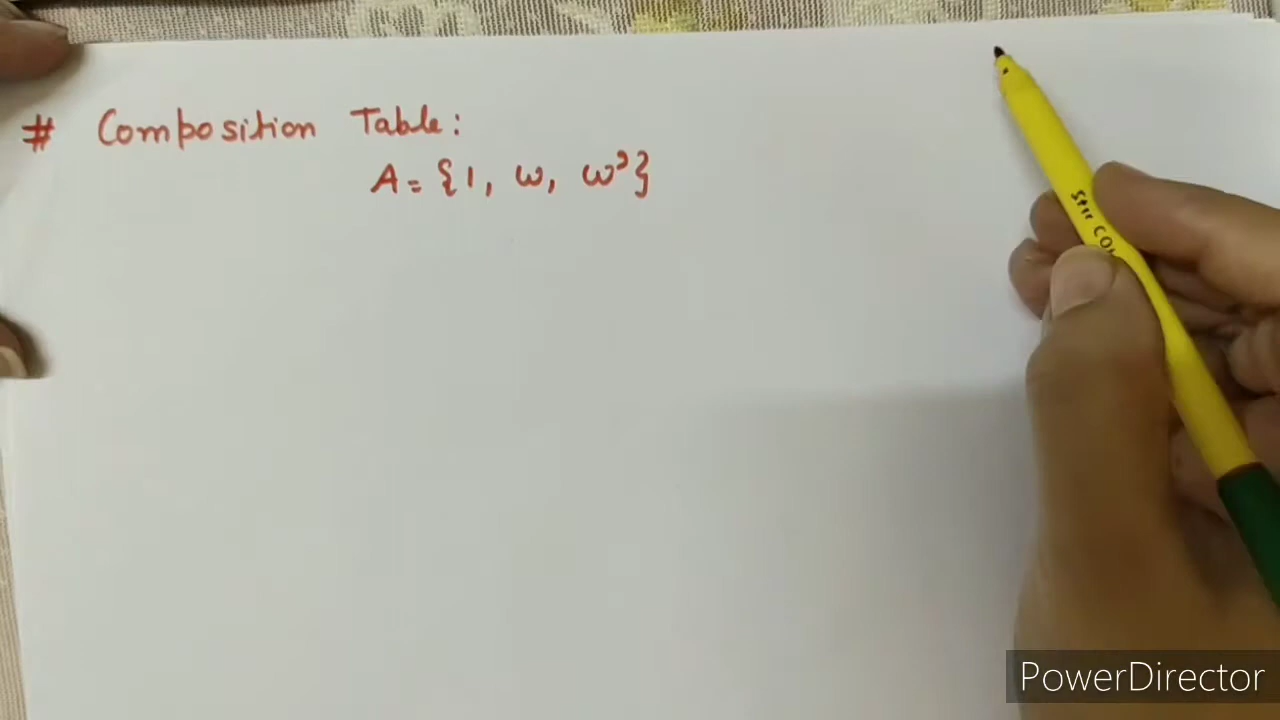 # Composition Table:
A = {1, ω, ω²}
PowerDirector